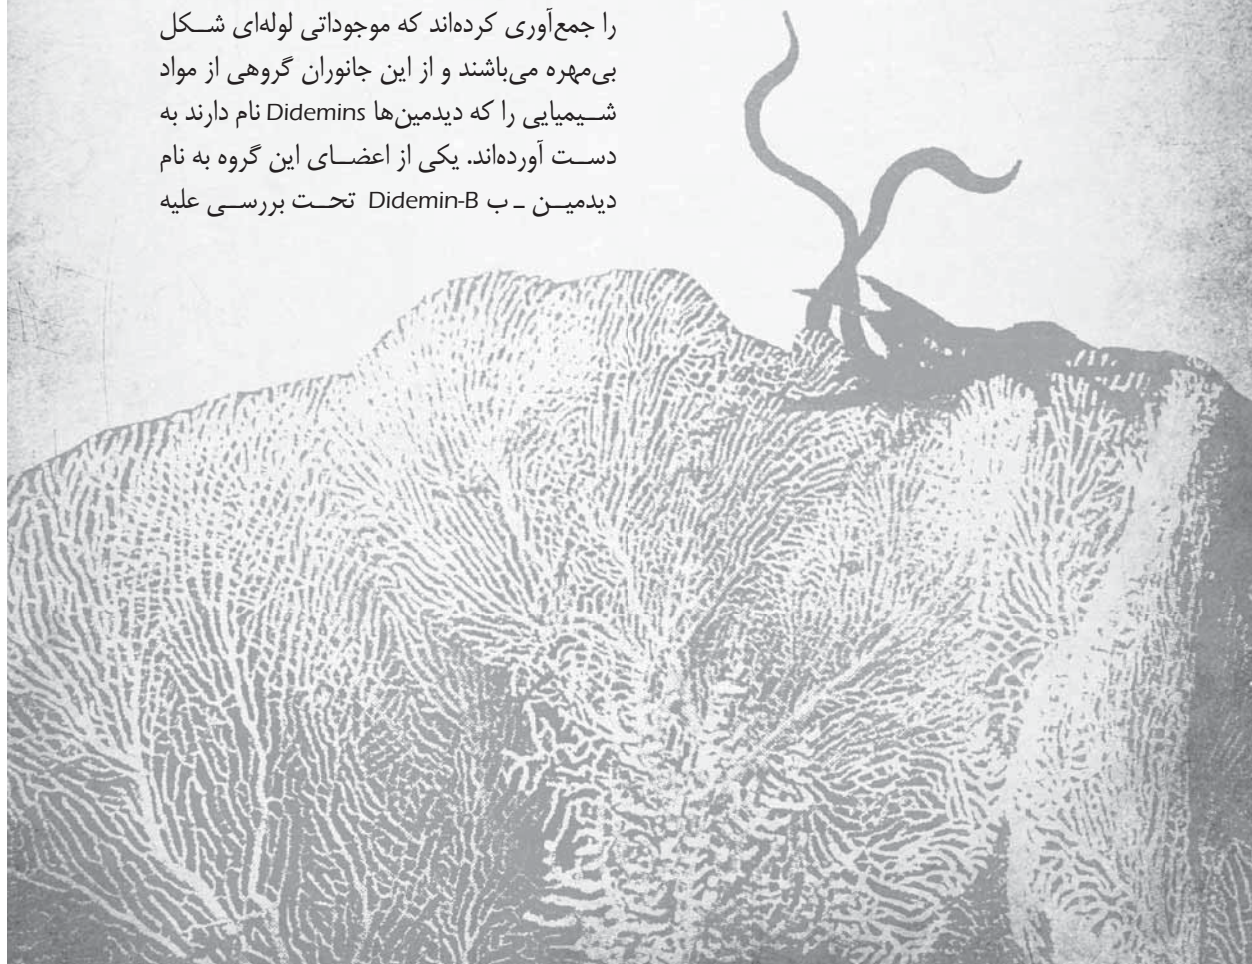 را جمع‌آوری کرده‌اند که موجوداتی لوله‌ای شکل
بی‌مهره می‌باشند و از این جانوران گروهی از مواد
شیمیایی را که دیدمین‌ها Didemins نام دارند به
دست آورده‌اند. یکی از اعضای این گروه به نام
دیدمین ـ ب Didemin-B تحت بررسی علیه